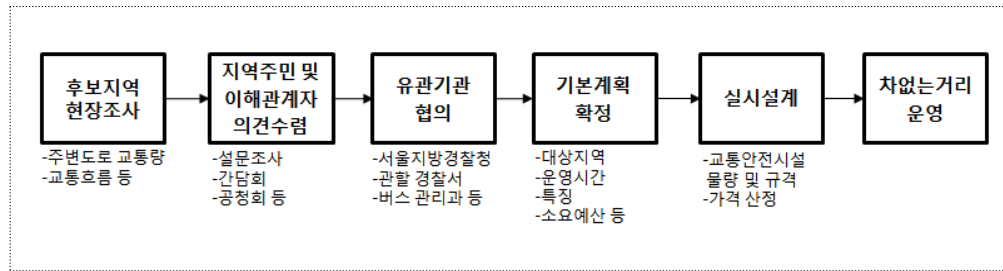 후보지역
현장조사
-주변도로 교통량
-교통흐름 등
지역주민 및
이해관계자
의견수렴
-설문조사
-간담회
-공청회 등
유관기관
협의
-서울지방경찰청
-관할 경찰서
-버스 관리과 등
기본계획
확정
-대상지역
-운영시간
-특징
-소요예산 등
실시설계
-교통안전시설
물량 및 규격
-가격 산정
차없는거리
운영